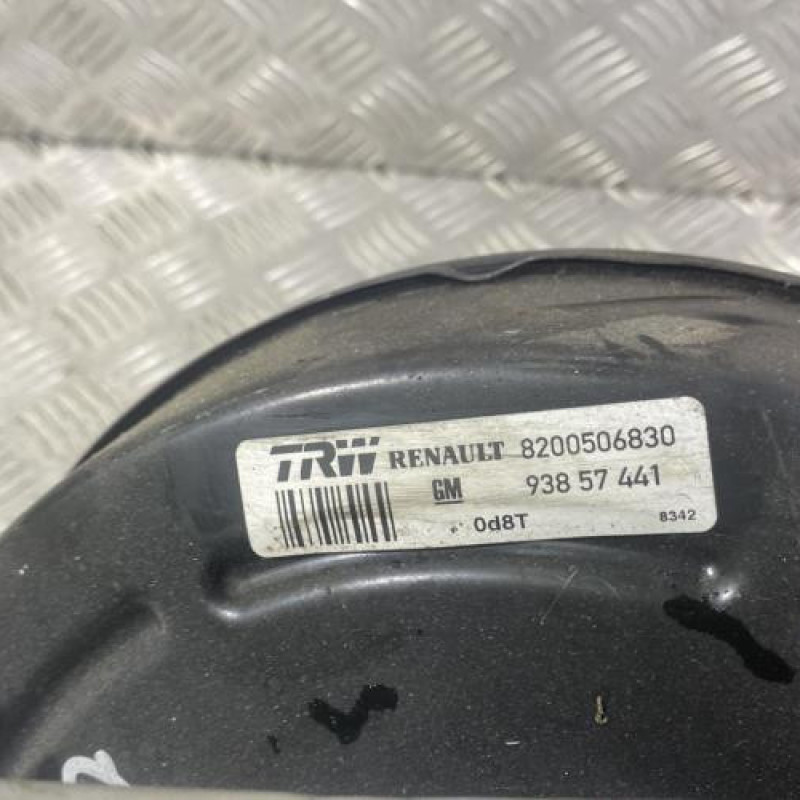 TRW RENAULT 8200506830
GM 938 57 441
0d8T 8342